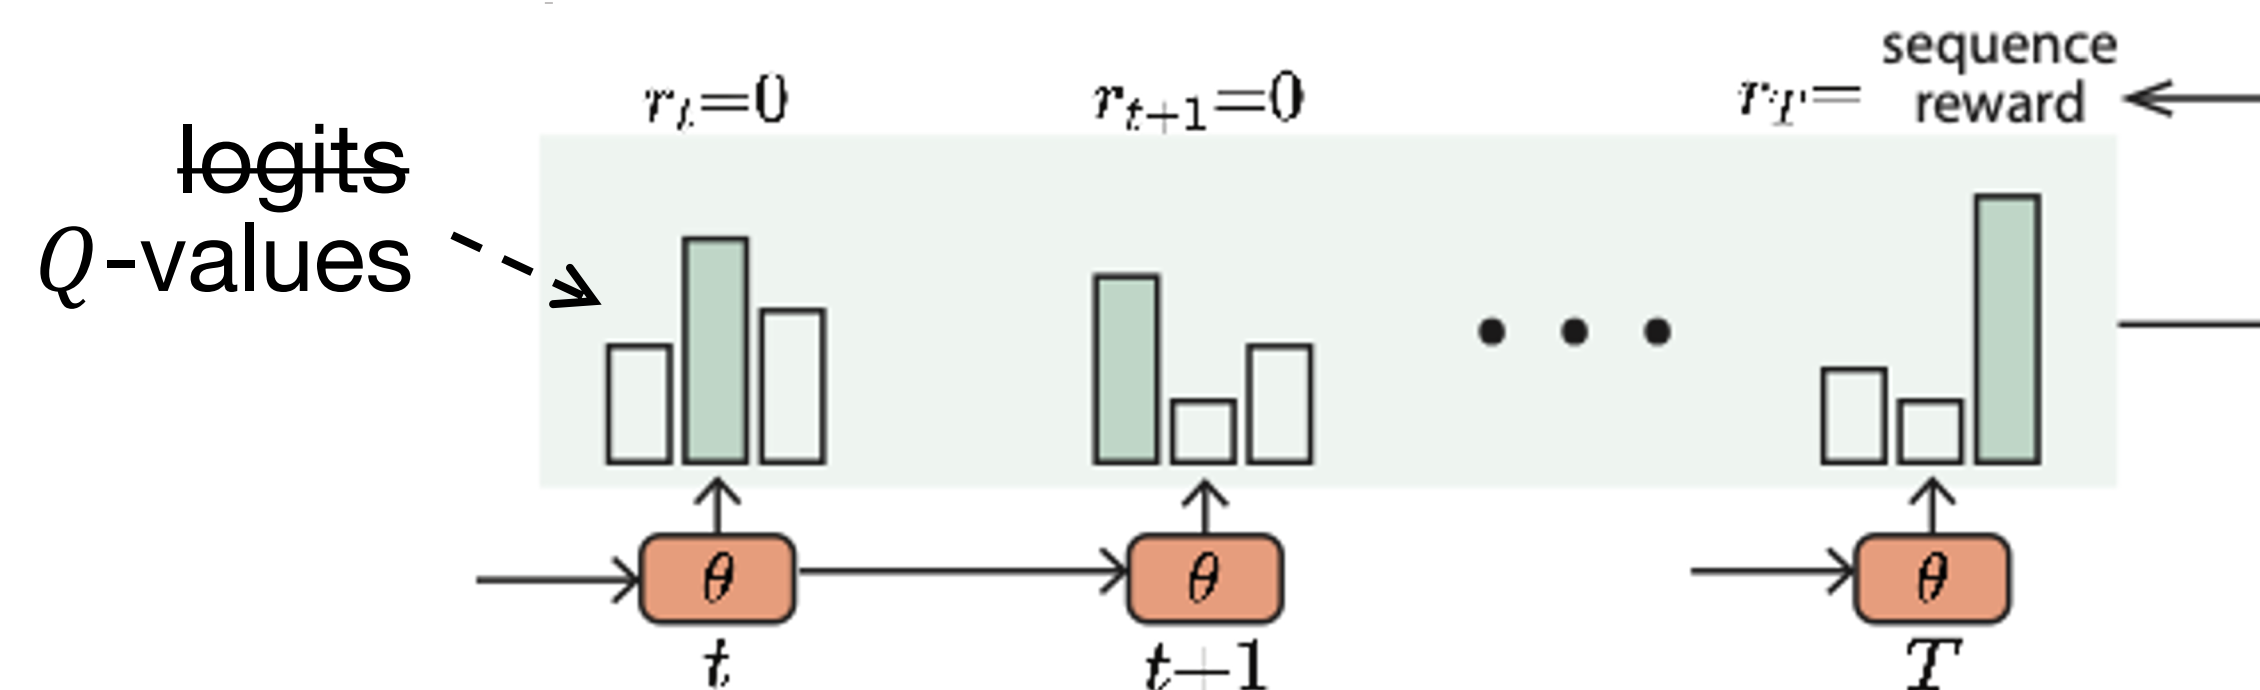 sequence
r_t=0 r_{t+1}=0 r_T= reward
logits
Q-values
θ θ θ
t t+1 T